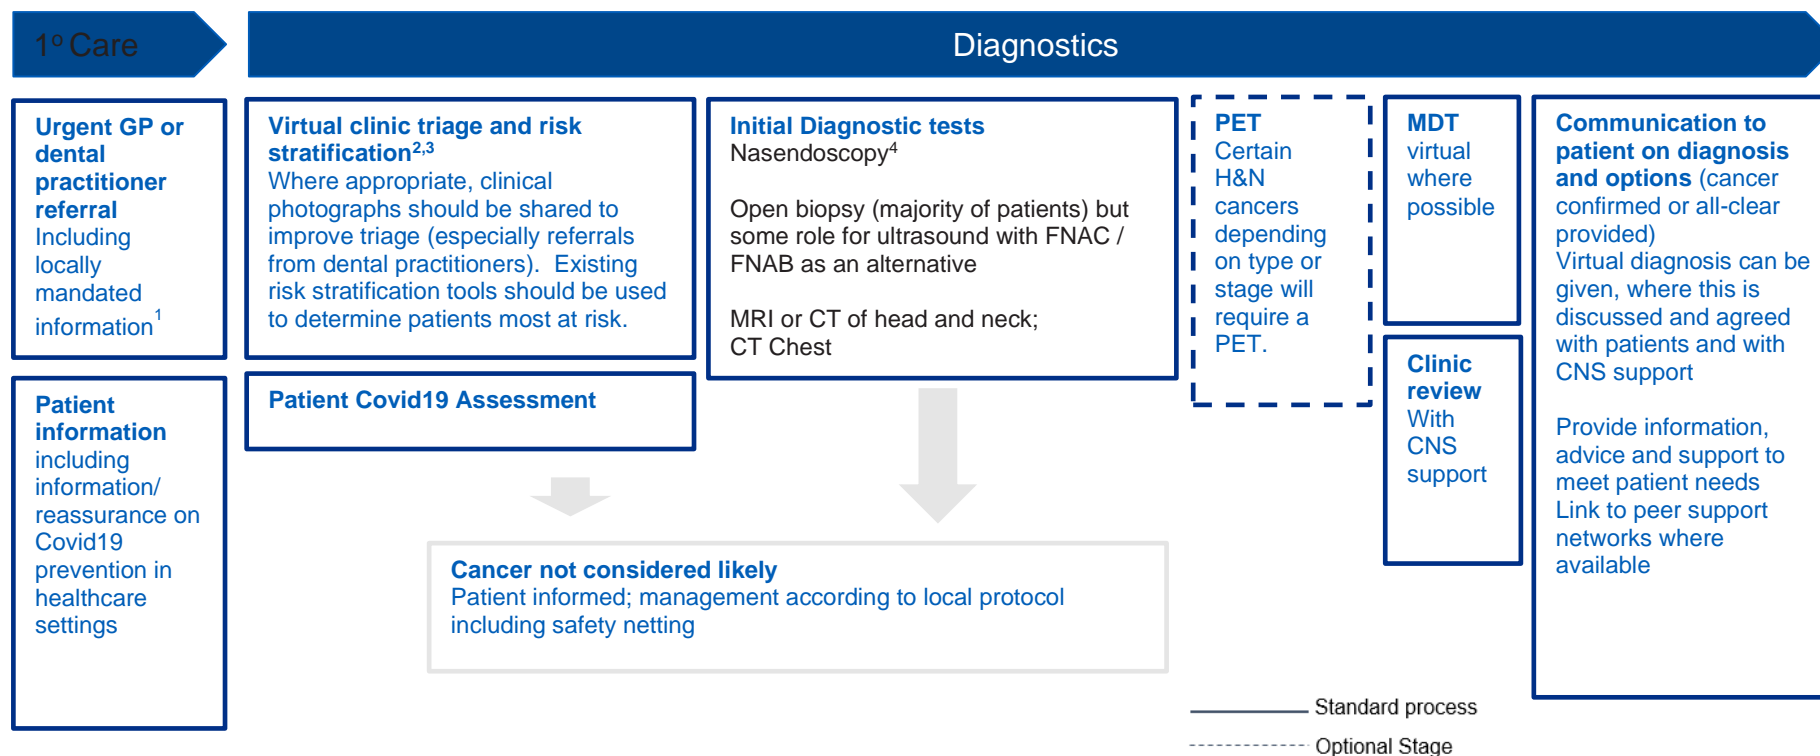 1º Care
Diagnostics
Urgent GP or
dental
practitioner
referral
Including
locally
mandated
information1
Patient
information
including
information/
reassurance on
Covid19
prevention in
healthcare
settings
Virtual clinic triage and risk
stratification2,3
Where appropriate, clinical
photographs should be shared to
improve triage (especially referrals
from dental practitioners). Existing
risk stratification tools should be used
to determine patients most at risk.
Patient Covid19 Assessment
Initial Diagnostic tests
Nasendoscopy4
Open biopsy (majority of patients) but
some role for ultrasound with FNAC /
FNAB as an alternative
MRI or CT of head and neck;
CT Chest
Cancer not considered likely
Patient informed; management according to local protocol
including safety netting
PET
Certain
H&N
cancers
depending
on type or
stage will
require a
PET.
MDT
virtual
where
possible
Clinic
review
With
CNS
support
Communication to
patient on diagnosis
and options (cancer
confirmed or all-clear
provided)
Virtual diagnosis can be
given, where this is
discussed and agreed
with patients and with
CNS support
Provide information,
advice and support to
meet patient needs
Link to peer support
networks where
available
Standard process
Optional Stage